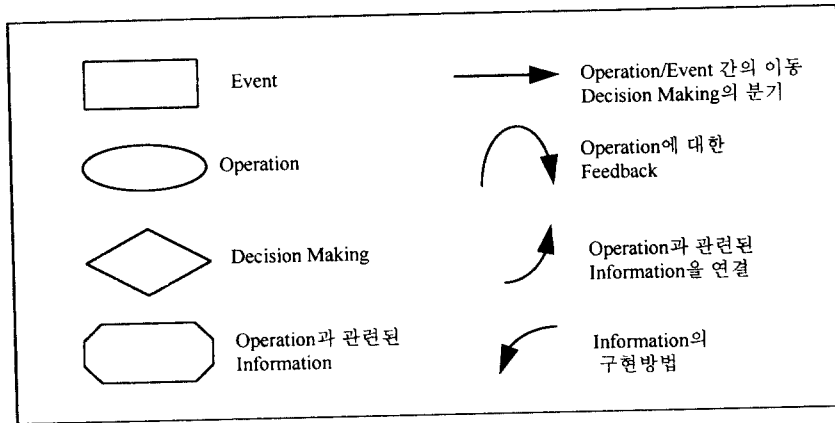 Event
Operation
Decision Making
Operation과 관련된
Information
Operation/Event 간의 이동
Decision Making의 분기
Operation에 대한
Feedback
Operation과 관련된
Information을 연결
Information의
구현방법